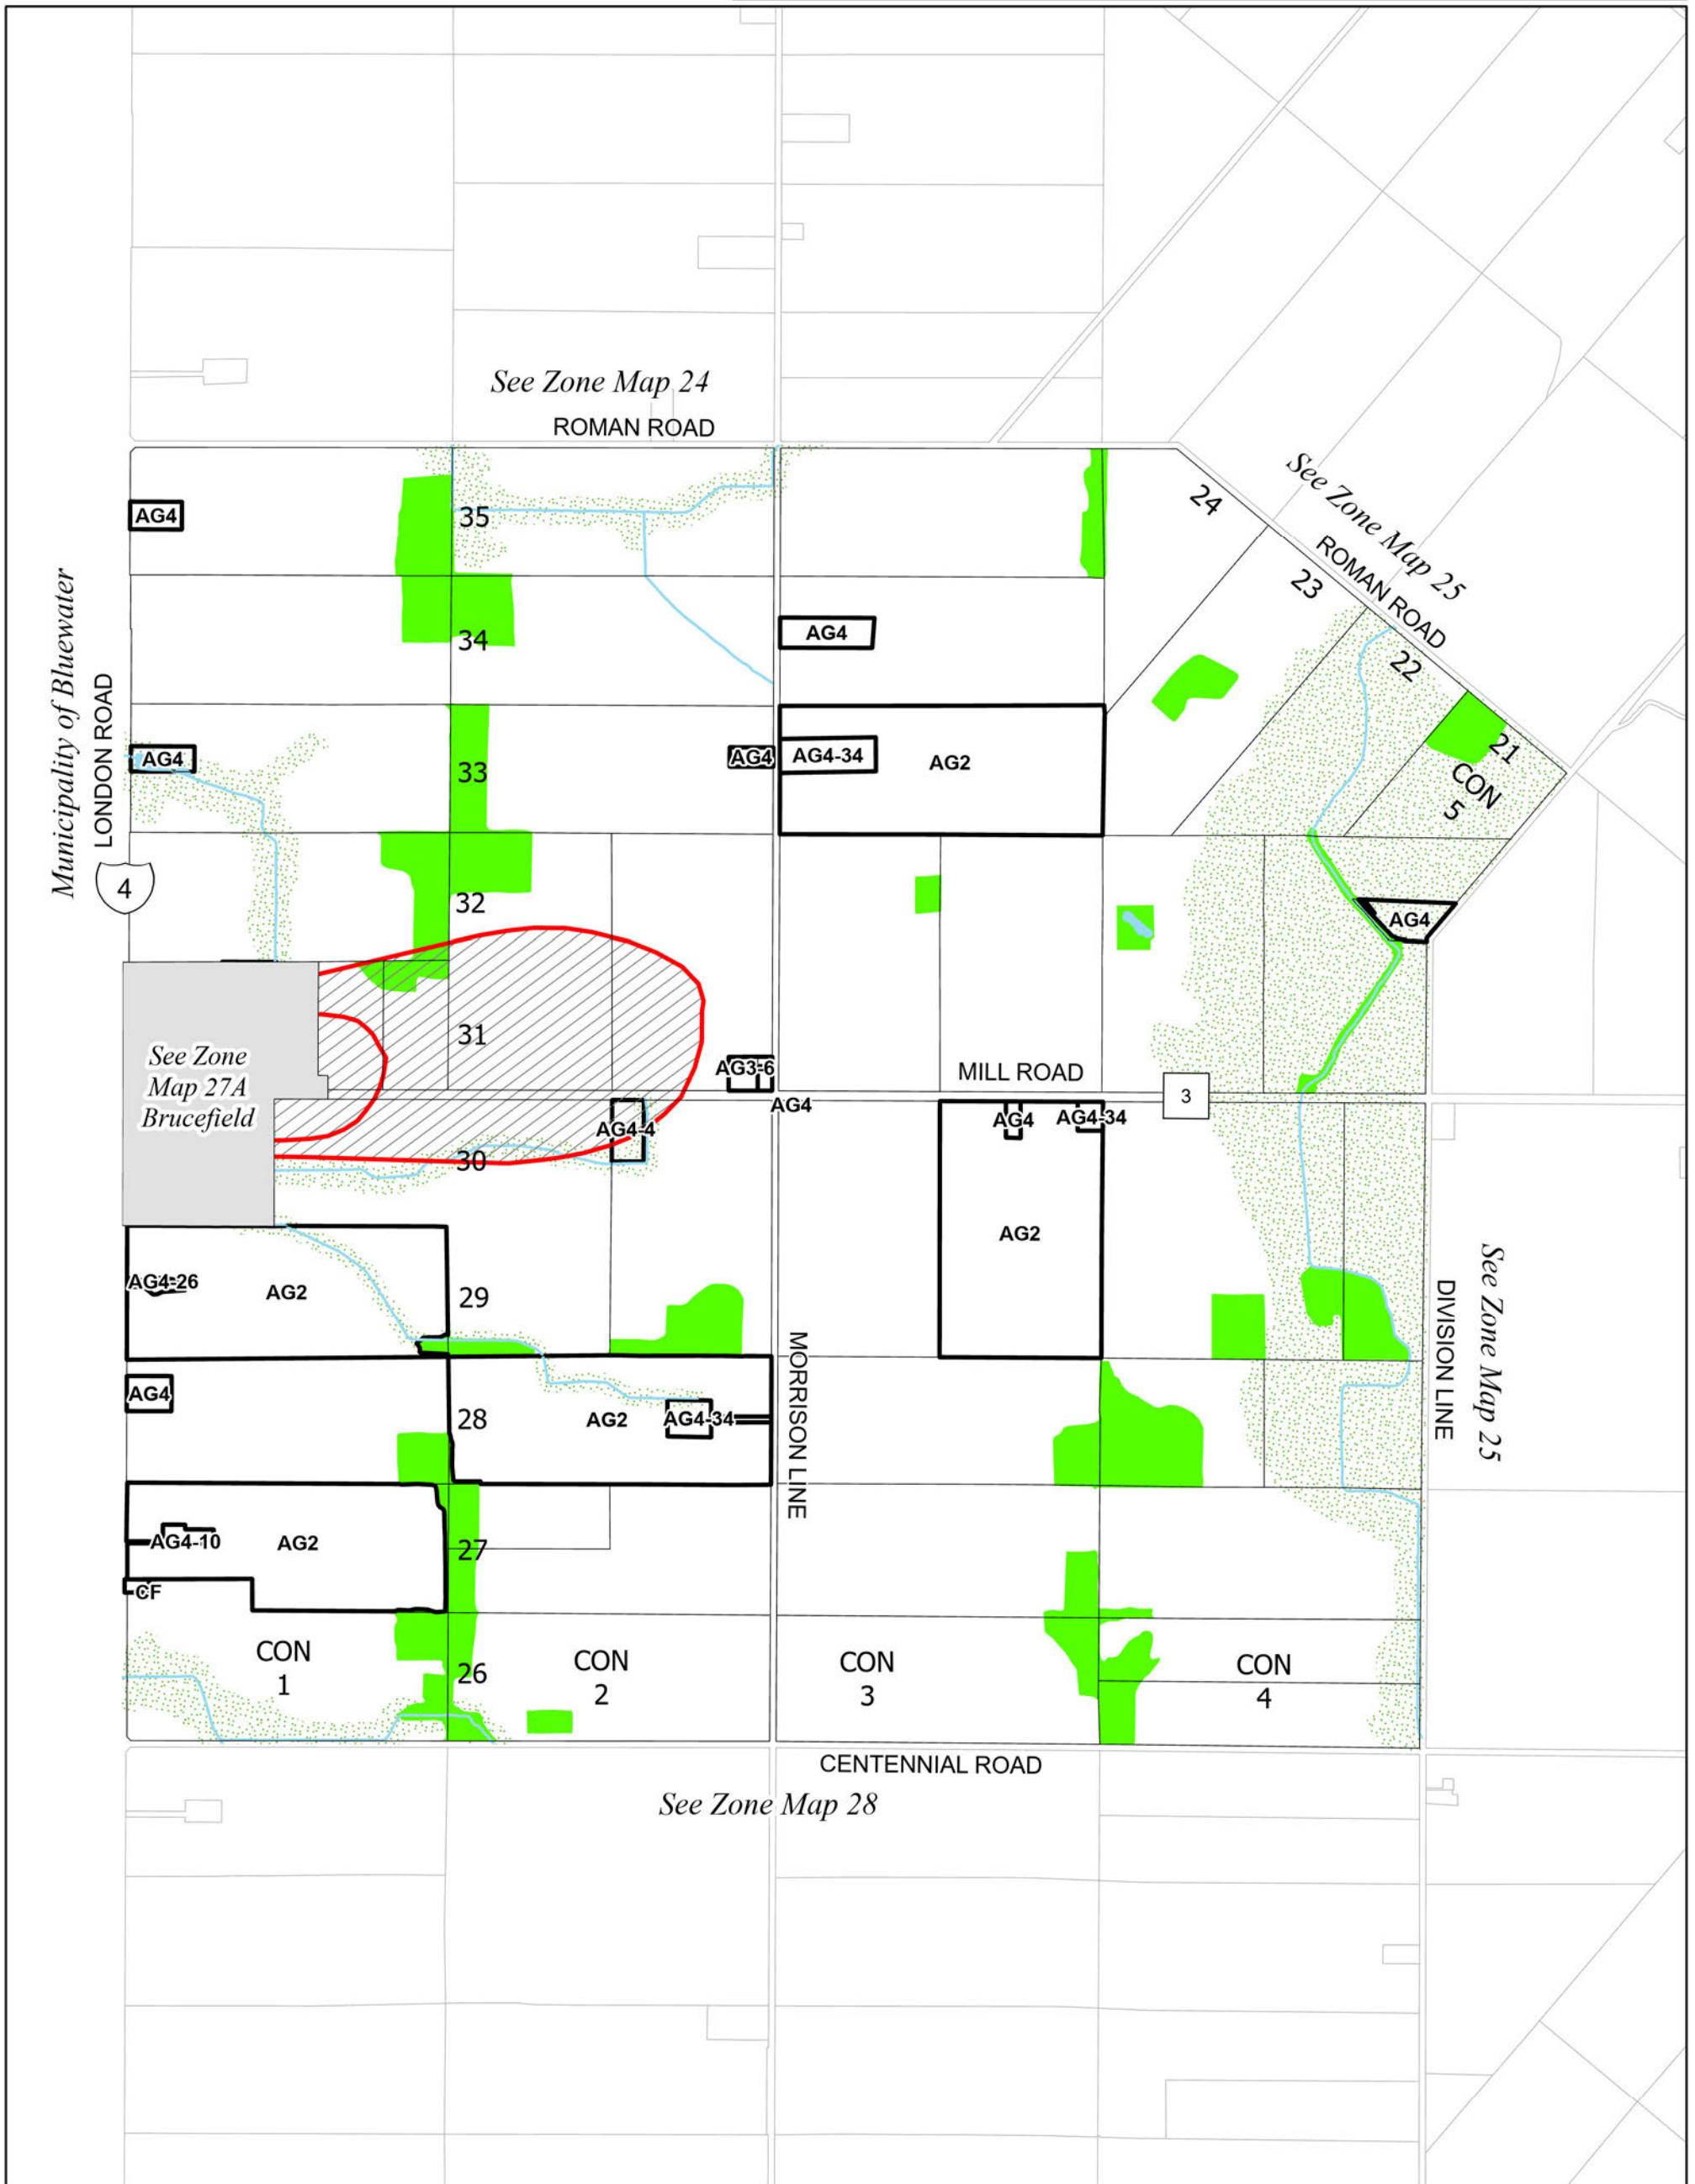 See Zone Map 24
ROMAN ROAD
See Zone Map 25
ROMAN ROAD
24
23
22
21
CON
5
AG4
35
34
AG4
Municipality of Bluewater
LONDON ROAD
4
AG4
33
AG4
AG4-34
AG2
32
AG4
31
See Zone
Map 27A
Brucefield
AG3-6
MILL ROAD
3
AG4
AG4-4
AG4
AG4-34
30
AG2
AG4-26
AG2
29
MORRISON LINE
DIVISION LINE
See Zone Map 25
AG4
28
AG2
AG4-34
AG4-10
AG2
27
CF
CON
1
26
CON
2
CON
3
CON
4
CENTENNIAL ROAD
See Zone Map 28